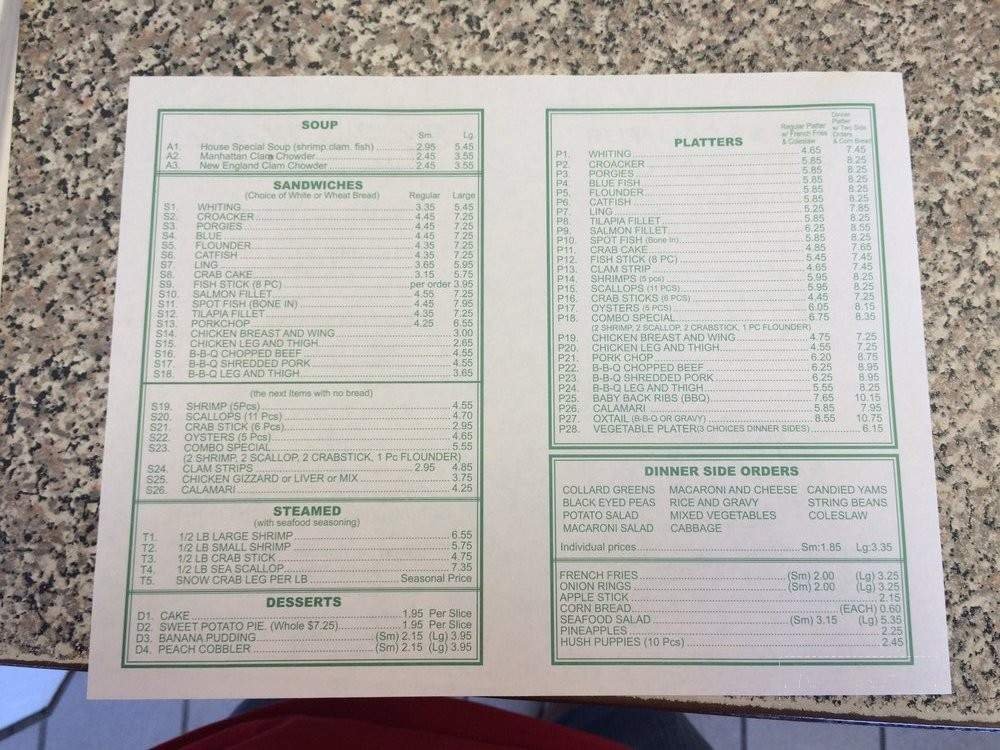 SOUP
Sm. Lg.
A1. House Special Soup (shrimp.clam. fish) 2.95 5.45
A2. Manhattan Clam Chowder 2.45 3.55
A3. New England Clam Chowder 2.45 3.55
SANDWICHES
(Choice of White or Wheat Bread) Regular Large
S1. WHITING 3.35 5.45
S2. CROACKER 4.45 7.25
S3. PORGIES 4.45 7.25
S4. BLUE 4.45 7.25
S5. FLOUNDER 4.35 7.25
S6. CATFISH 4.35 7.25
S7. LING 3.65 5.95
S8. CRAB CAKE 3.15 5.75
S9. FISH STICK (8 PC) per order 3.95
S10. SALMON FILLET 4.55 7.25
S11. SPOT FISH (BONE IN) 4.45 7.95
S12. TILAPIA FILLET 4.35 7.25
S13. PORKCHOP 4.25 6.55
S14. CHICKEN BREAST AND WING 3.00
S15. CHICKEN LEG AND THIGH 2.65
S16. B-B-Q CHOPPED BEEF 4.55
S17. B-B-Q SHREDDED PORK 4.55
S18. B-B-Q LEG AND THIGH 3.65
(the next Items with no bread)
S19. SHRIMP (5Pcs) 4.55
S20. SCALLOPS (11 Pcs) 4.70
S21. CRAB STICK (6 Pcs) 2.95
S22. OYSTERS (5 Pcs) 4.65
S23. COMBO SPECIAL 5.55
(2 SHRIMP, 2 SCALLOP, 2 CRABSTICK, 1 Pc FLOUNDER)
S24. CLAM STRIPS 2.95 4.85
S25. CHICKEN GIZZARD or LIVER or MIX 3.75
S26. CALAMARI 4.25
STEAMED
(with seafood seasoning)
T1. 1/2 LB LARGE SHRIMP 6.55
T2. 1/2 LB SMALL SHRIMP 5.75
T3. 1/2 LB CRAB STICK 4.75
T4. 1/2 LB SEA SCALLOP 7.35
T5. SNOW CRAB LEG PER LB Seasonal Price
DESSERTS
D1. CAKE 1.95 Per Slice
D2. SWEET POTATO PIE. (Whole $7.25) 1.95 Per Slice
D3. BANANA PUDDING (Sm) 2.15 (Lg) 3.95
D4. PEACH COBBLER (Sm) 2.15 (Lg) 3.95
PLATTERS
Regular Platter
w/ French Fries
& Coleslaw
Dinner
Platter
w/ Two Side
Orders
& Corn Bread
P1. WHITING 4.65 7.45
P2. CROACKER 5.85 8.25
P3. PORGIES 5.85 8.25
P4. BLUE FISH 5.85 8.25
P5. FLOUNDER 5.85 8.25
P6. CATFISH 5.85 8.25
P7. LING 5.25 7.85
P8. TILAPIA FILLET 5.85 8.25
P9. SALMON FILLET 6.25 8.55
P10. SPOT FISH (Bone In) 5.85 8.25
P11. CRAB CAKE 4.85 7.65
P12. FISH STICK (8 PC) 5.45 7.45
P13. CLAM STRIP 4.65 7.45
P14. SHRIMPS (5 pcs) 5.95 8.25
P15. SCALLOPS (11 PCS) 5.95 8.25
P16. CRAB STICKS (6 PCS) 4.45 7.25
P17. OYSTERS (5 PCS) 6.05 8.15
P18. COMBO SPECIAL 6.75 8.35
(2 SHRIMP, 2 SCALLOP, 2 CRABSTICK, 1 PC FLOUNDER)
P19. CHICKEN BREAST AND WING 4.75 7.25
P20. CHICKEN LEG AND THIGH 4.55 7.25
P21. PORK CHOP 6.20 8.75
P22. B-B-Q CHOPPED BEEF 6.25 8.95
P23. B-B-Q SHREDDED PORK 6.25 8.95
P24. B-B-Q LEG AND THIGH 5.55 8.25
P25. BABY BACK RIBS (BBQ) 7.65 10.15
P26. CALAMARI 5.85 7.95
P27. OXTAIL (B-B-Q OR GRAVY) 8.55 10.75
P28. VEGETABLE PLATER(3 CHOICES DINNER SIDES) 6.15
DINNER SIDE ORDERS
COLLARD GREENS MACARONI AND CHEESE CANDIED YAMS
BLACK EYED PEAS RICE AND GRAVY STRING BEANS
POTATO SALAD MIXED VEGETABLES COLESLAW
MACARONI SALAD CABBAGE
Individual prices Sm:1.85 Lg:3.35
FRENCH FRIES (Sm) 2.00 (Lg) 3.25
ONION RINGS (Sm) 2.00 (Lg) 3.25
APPLE STICK 2.15
CORN BREAD (EACH) 0.60
SEAFOOD SALAD (Sm) 3.15 (Lg) 5.35
PINEAPPLES 2.25
HUSH PUPPIES (10 Pcs) 2.45